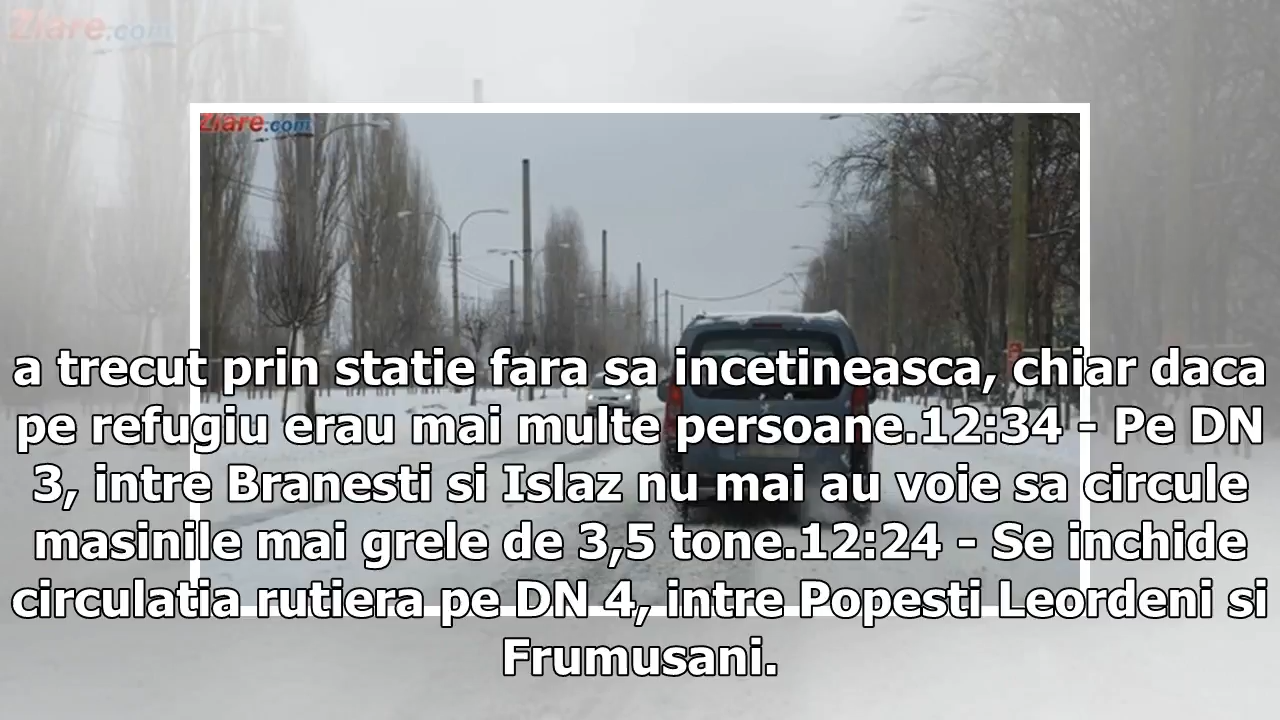 Ziare.com
Ziare.com
a trecut prin statie fara sa incetineasca, chiar daca
pe refugiu erau mai multe persoane.12:34 - Pe DN
3, intre Branesti si Islaz nu mai au voie sa circule
masinile mai grele de 3,5 tone.12:24 - Se inchide
circulatia rutiera pe DN 4, intre Popesti Leordeni si
Frumusani.